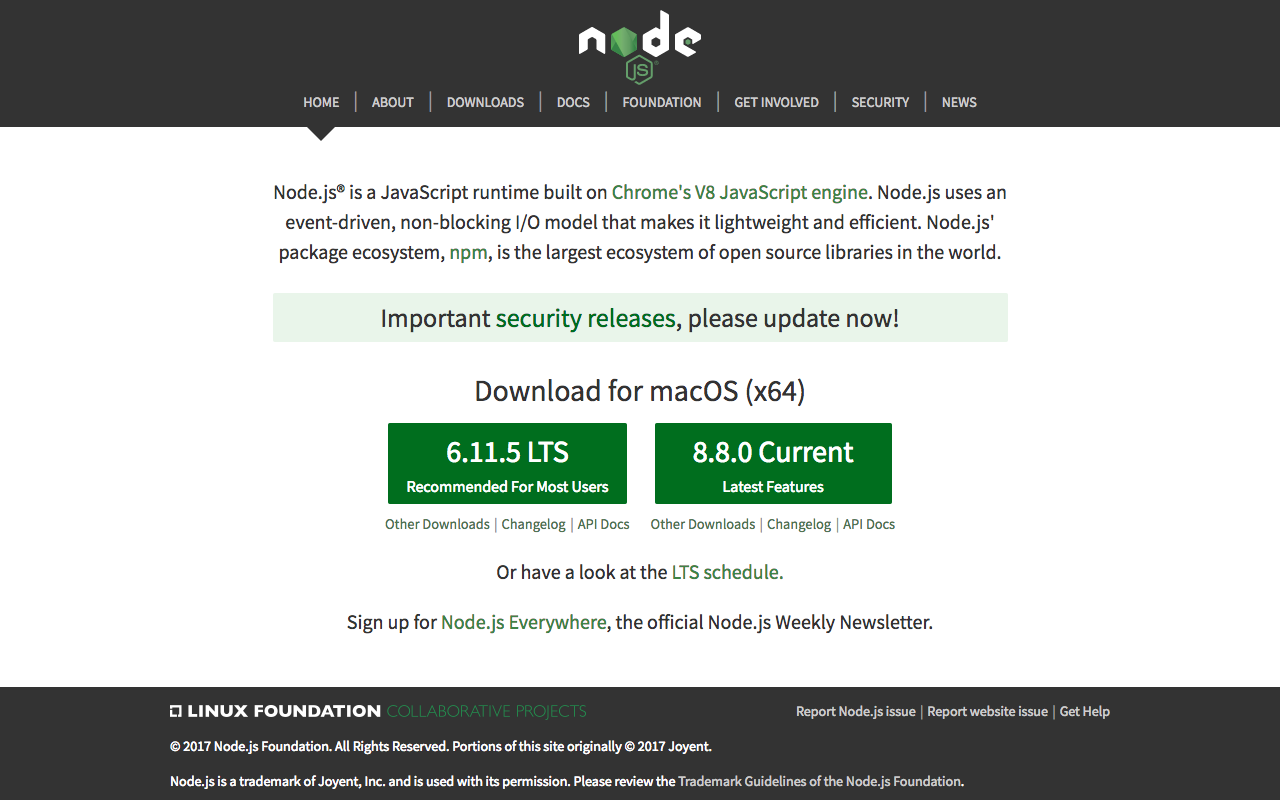 node
JS
HOME | ABOUT | DOWNLOADS | DOCS | FOUNDATION | GET INVOLVED | SECURITY | NEWS
Node.js® is a JavaScript runtime built on Chrome's V8 JavaScript engine. Node.js uses an
event-driven, non-blocking I/O model that makes it lightweight and efficient. Node.js'
package ecosystem, npm, is the largest ecosystem of open source libraries in the world.
Important security releases, please update now!
Download for macOS (x64)
6.11.5 LTS
Recommended For Most Users
8.8.0 Current
Latest Features
Other Downloads | Changelog | API Docs
Other Downloads | Changelog | API Docs
Or have a look at the LTS schedule.
Sign up for Node.js Everywhere, the official Node.js Weekly Newsletter.
LINUX FOUNDATION COLLABORATIVE PROJECTS
Report Node.js issue | Report website issue | Get Help
© 2017 Node.js Foundation. All Rights Reserved. Portions of this site originally © 2017 Joyent.
Node.js is a trademark of Joyent, Inc. and is used with its permission. Please review the Trademark Guidelines of the Node.js Foundation.